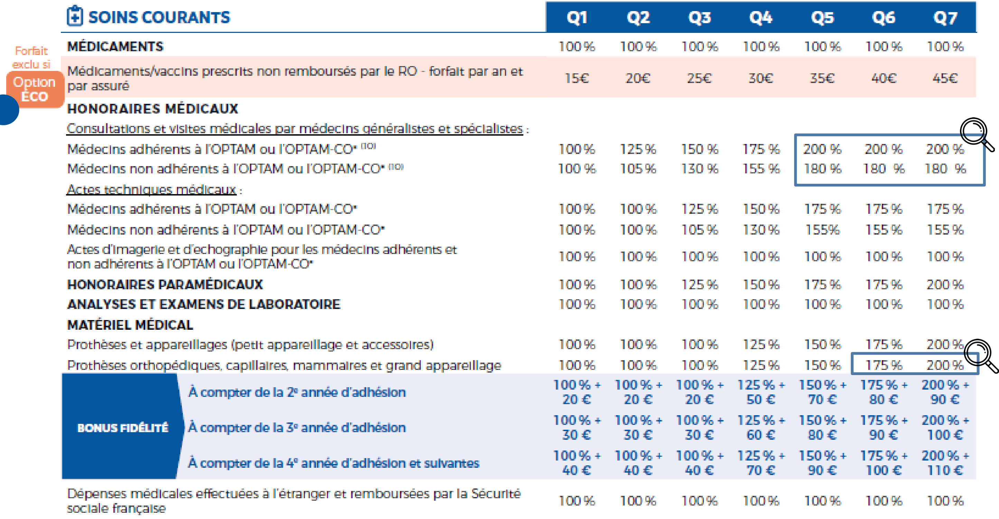 SOINS COURANTS Q1 Q2 Q3 Q4 Q5 Q6 Q7
MÉDICAMENTS 100 % 100 % 100 % 100 % 100 % 100 % 100 %
Forfait
exclu si
Option
ÉCO
Médicaments/vaccins prescrits non remboursés par le RO - forfait par an et
par assuré 15€ 20€ 25€ 30€ 35€ 40€ 45€
HONORAIRES MÉDICAUX
Consultations et visites médicales par médecins généralistes et spécialistes :
Médecins adhérents à l'OPTAM ou l'OPTAM-CO* (10) 100 % 125 % 150 % 175 % 200 % 200 % 200 %
Médecins non adhérents à l'OPTAM ou l'OPTAM-CO* (10) 100 % 105 % 130 % 155 % 180 % 180 % 180 %
Actes techniques médicaux :
Médecins adhérents à l'OPTAM ou l'OPTAM-CO* 100 % 100 % 125 % 150 % 175 % 175 % 175 %
Médecins non adhérents à l'OPTAM ou l'OPTAM-CO* 100 % 100 % 105 % 130 % 155% 155 % 155 %
Actes d'imagerie et d'echographie pour les médecins adhérents et
non adhérents à l'OPTAM ou l'OPTAM-CO* 100 % 100 % 100 % 100 % 100 % 100 % 100 %
HONORAIRES PARAMÉDICAUX 100 % 100 % 125 % 150 % 175 % 175 % 200 %
ANALYSES ET EXAMENS DE LABORATOIRE 100 % 100 % 100 % 100 % 100 % 100 % 100 %
MATÉRIEL MÉDICAL
Prothèses et appareillages (petit appareillage et accessoires) 100 % 100 % 100 % 125 % 150 % 175 % 200 %
Prothèses orthopédiques, capillaires, mammaires et grand appareillage 100 % 100 % 100 % 125 % 150 % 175 % 200 %
BONUS FIDÉLITÉ
À compter de la 2e année d'adhésion 100 % + 100 % + 100 % + 125 % + 150 % + 175 % + 200 % +
20 € 20 € 20 € 50 € 70 € 80 € 90 €
À compter de la 3e année d'adhésion 100 % + 100 % + 100 % + 125 % + 150 % + 175 % + 200 % +
30 € 30 € 30 € 60 € 80 € 90 € 100 €
À compter de la 4e année d'adhésion et suivantes 100 % + 100 % + 100 % + 125 % + 150 % + 175 % + 200 % +
40 € 40 € 40 € 70 € 90 € 100 € 110 €
Dépenses médicales effectuées à l'étranger et remboursées par la Sécurité
sociale française 100 % 100 % 100 % 100 % 100 % 100 % 100 %